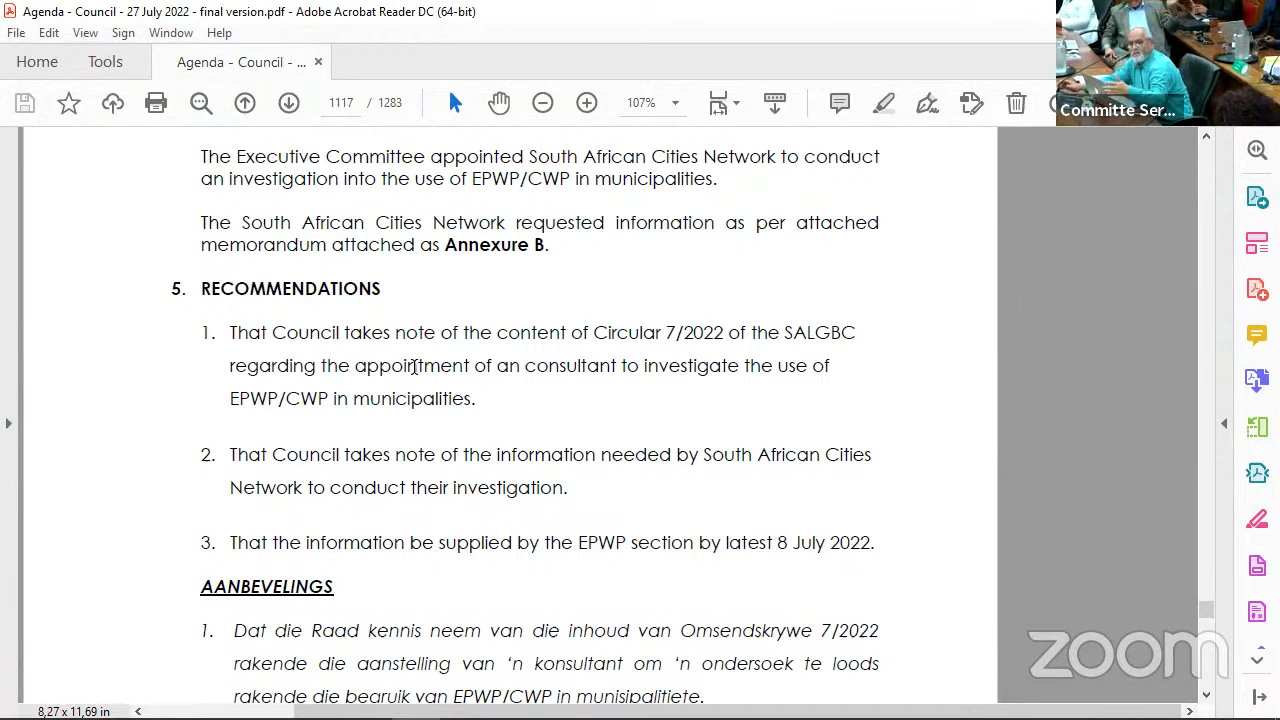 Agenda - Council - 27 July 2022 - final version.pdf - Adobe Acrobat Reader DC (64-bit)
File Edit View Sign Window Help
Home Tools Agenda - Council - ... ×
1117 / 1283 107%
Committe Ser...
The Executive Committee appointed South African Cities Network to conduct
an investigation into the use of EPWP/CWP in municipalities.
The South African Cities Network requested information as per attached
memorandum attached as Annexure B.
5. RECOMMENDATIONS
1. That Council takes note of the content of Circular 7/2022 of the SALGBC
regarding the appointment of an consultant to investigate the use of
EPWP/CWP in municipalities.
2. That Council takes note of the information needed by South African Cities
Network to conduct their investigation.
3. That the information be supplied by the EPWP section by latest 8 July 2022.
AANBEVELINGS
1. Dat die Raad kennis neem van die inhoud van Omsendskrywe 7/2022
rakende die aanstelling van ‘n konsultant om ‘n ondersoek te loods
rakende die begruik van EPWP/CWP in munisipalitiete.
zoom
8,27 x 11,69 in